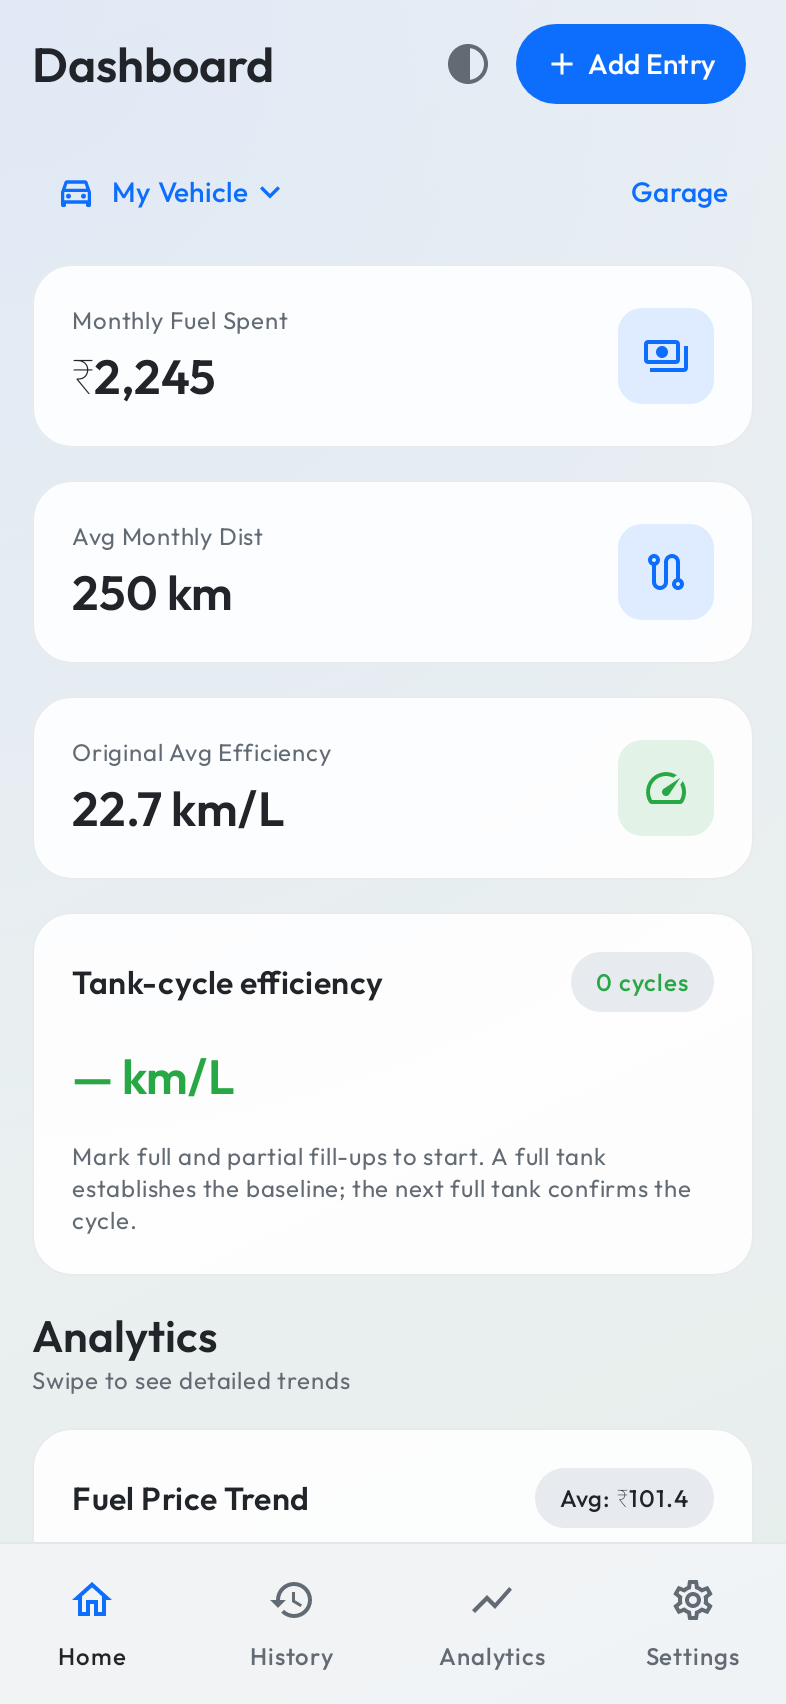 Dashboard
Add Entry
My Vehicle
Garage
Monthly Fuel Spent
₹2,245
Avg Monthly Dist
250 km
Original Avg Efficiency
22.7 km/L
Tank-cycle efficiency
0 cycles
— km/L
Mark full and partial fill-ups to start. A full tank
establishes the baseline; the next full tank confirms the
cycle.
Analytics
Swipe to see detailed trends
Fuel Price Trend
Avg: ₹101.4
Home
History
Analytics
Settings